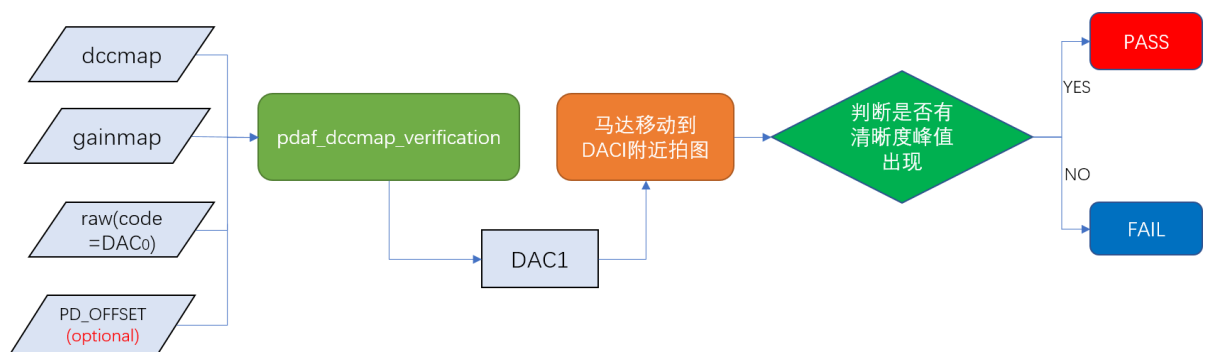 dccmap
gainmap
raw(code
=DAC0)
PD_OFFSET
(optional)
pdaf_dccmap_verification
DAC1
马达移动到
DACI附近拍图
判断是否有
清晰度峰值
出现
YES
PASS
NO
FAIL